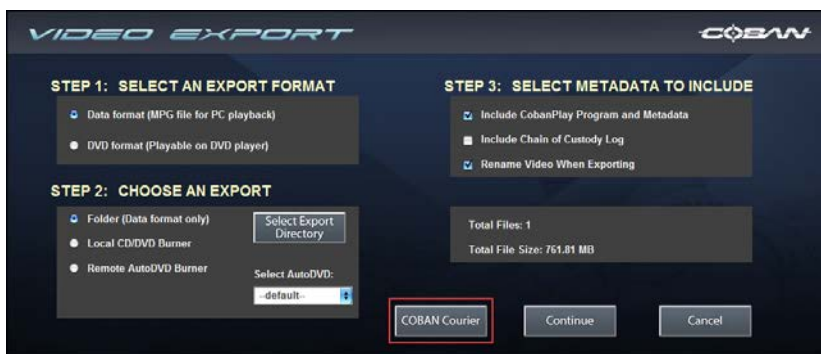 VIDEO EXPORT
COBAN
STEP 1: SELECT AN EXPORT FORMAT
Data format (MPG file for PC playback)
DVD format (Playable on DVD player)
STEP 2: CHOOSE AN EXPORT
Folder (Data format only)
Local CD/DVD Burner
Remote AutoDVD Burner
Select Export
Directory
Select AutoDVD:
--default--
STEP 3: SELECT METADATA TO INCLUDE
Include CobanPlay Program and Metadata
Include Chain of Custody Log
Rename Video When Exporting
Total Files: 1
Total File Size: 761.81 MB
COBAN Courier
Continue
Cancel